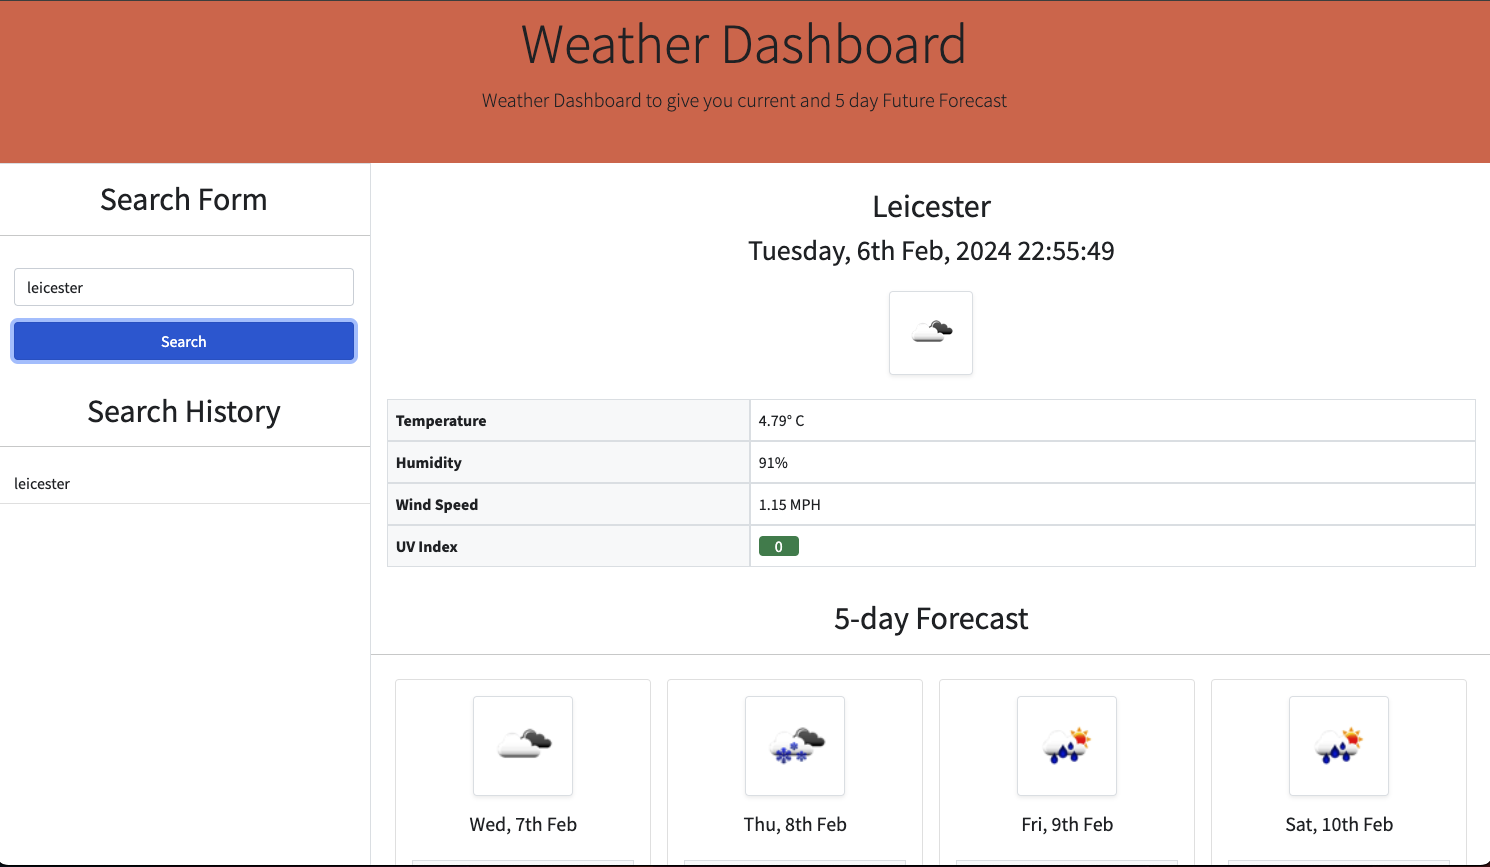 Weather Dashboard
Weather Dashboard to give you current and 5 day Future Forecast
Search Form
leicester
Search
Search History
leicester
Leicester
Tuesday, 6th Feb, 2024 22:55:49
Temperature 4.79° C
Humidity 91%
Wind Speed 1.15 MPH
UV Index 0
5-day Forecast
Wed, 7th Feb
Thu, 8th Feb
Fri, 9th Feb
Sat, 10th Feb